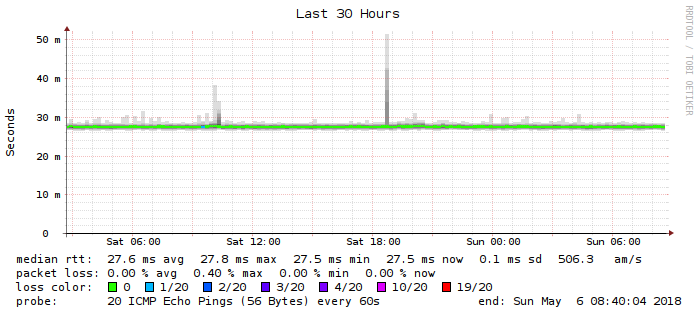 Last 30 Hours
RRDTOOL / TOBI OETIKER
Seconds
50 m
40 m
30 m
20 m
10 m
0
Sat 06:00 Sat 12:00 Sat 18:00 Sun 00:00 Sun 06:00
median rtt: 27.6 ms avg 27.8 ms max 27.5 ms min 27.5 ms now 0.1 ms sd 506.3 am/s
packet loss: 0.00 % avg 0.40 % max 0.00 % min 0.00 % now
loss color: 0 1/20 2/20 3/20 4/20 10/20 19/20
probe: 20 ICMP Echo Pings (56 Bytes) every 60s end: Sun May 6 08:40:04 2018